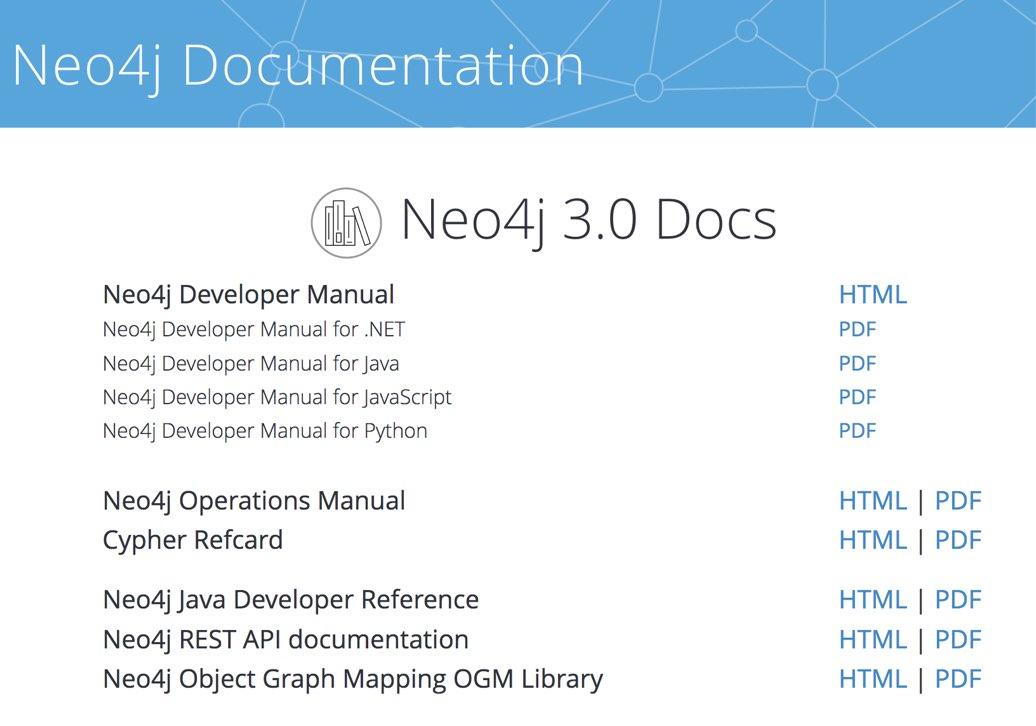 Neo4j Documentation
Neo4j 3.0 Docs
Neo4j Developer Manual HTML
Neo4j Developer Manual for .NET PDF
Neo4j Developer Manual for Java PDF
Neo4j Developer Manual for JavaScript PDF
Neo4j Developer Manual for Python PDF
Neo4j Operations Manual HTML | PDF
Cypher Refcard HTML | PDF
Neo4j Java Developer Reference HTML | PDF
Neo4j REST API documentation HTML | PDF
Neo4j Object Graph Mapping OGM Library HTML | PDF